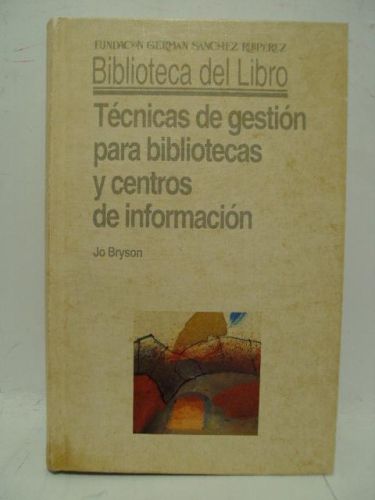 FUNDACION GERMAN SANCHEZ RUIPEREZ
Biblioteca del Libro
Técnicas de gestión
para bibliotecas
y centros
de información
Jo Bryson